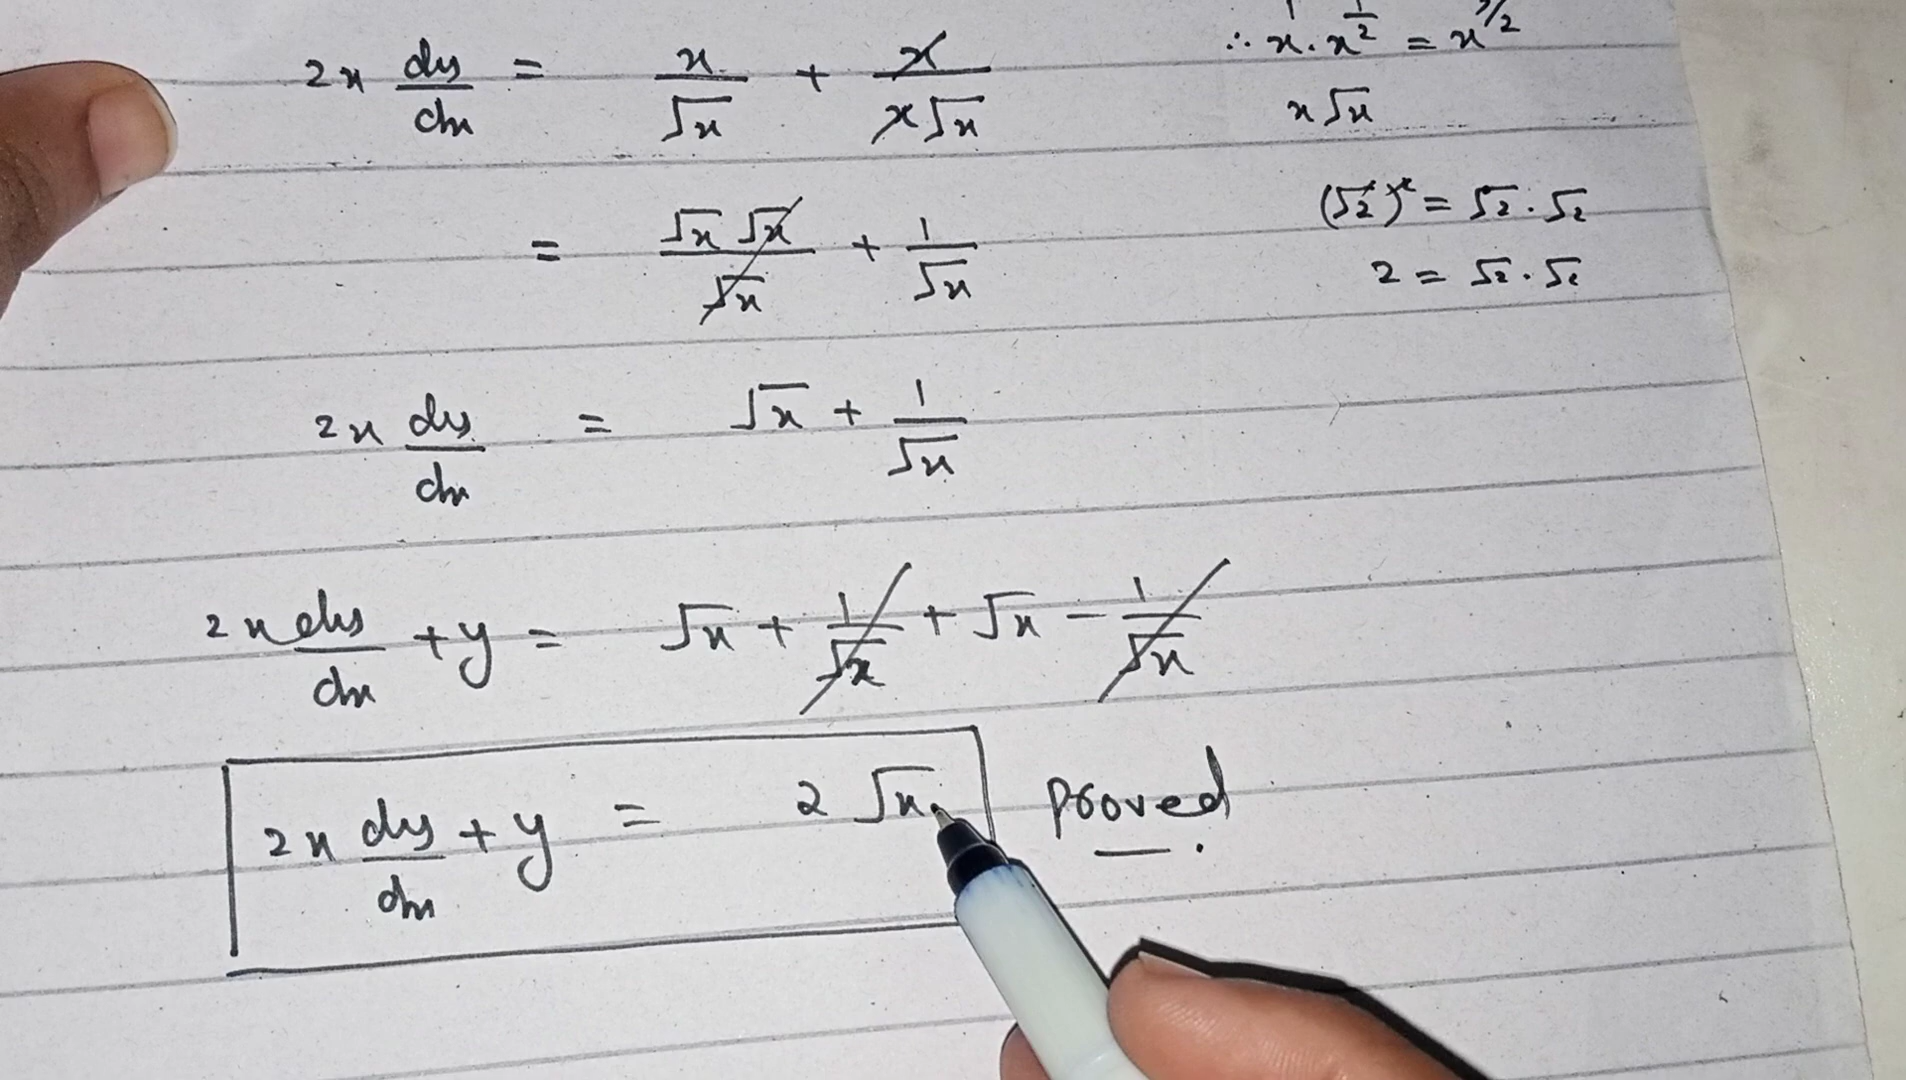 2x dy/dx = x/√x + x/x√x
∴ x¹.x^1/2 = x^3/2
x√x
= √x √x/√x + 1/√x
(√2)² = √2.√2
2 = √2.√2
2x dy/dx = √x + 1/√x
2x dy/dx + y = √x + 1/√x + √x - 1/√x
2x dy/dx + y = 2√x Proved.